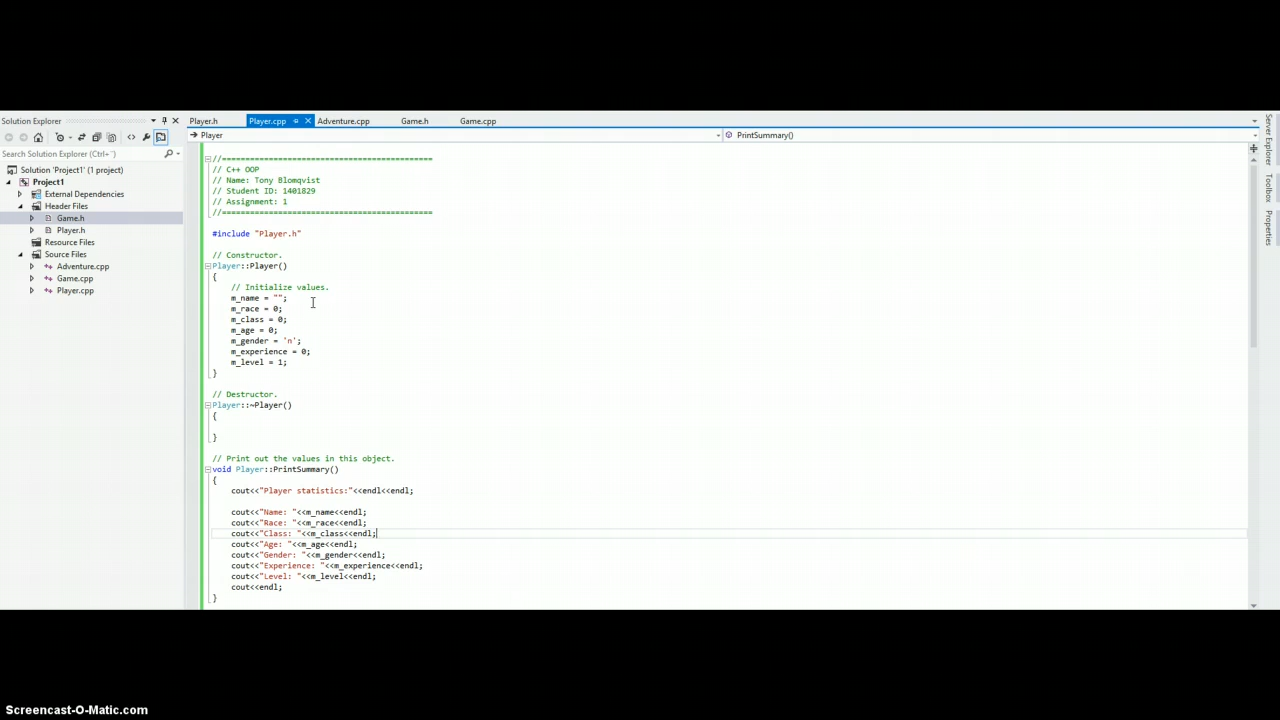 Solution Explorer
Player.h
Player.cpp
Adventure.cpp
Game.h
Game.cpp
Player
PrintSummary()
Search Solution Explorer (Ctrl+¨)
Solution 'Project1' (1 project)
Project1
External Dependencies
Header Files
Game.h
Player.h
Resource Files
Source Files
Adventure.cpp
Game.cpp
Player.cpp
//============================================
// C++ OOP
// Name: Tony Blomqvist
// Student ID: 1401829
// Assignment: 1
//============================================
#include "Player.h"
// Constructor.
Player::Player()
{
// Initialize values.
m_name = "";
m_race = 0;
m_class = 0;
m_age = 0;
m_gender = 'n';
m_experience = 0;
m_level = 1;
}
// Destructor.
Player::~Player()
{
}
// Print out the values in this object.
void Player::PrintSummary()
{
cout<<"Player statistics:"<<endl<<endl;
cout<<"Name: "<<m_name<<endl;
cout<<"Race: "<<m_race<<endl;
cout<<"Class: "<<m_class<<endl;
cout<<"Age: "<<m_age<<endl;
cout<<"Gender: "<<m_gender<<endl;
cout<<"Experience: "<<m_experience<<endl;
cout<<"Level: "<<m_level<<endl;
cout<<endl;
}
Server Explorer
Toolbox
Properties
Screencast-O-Matic.com